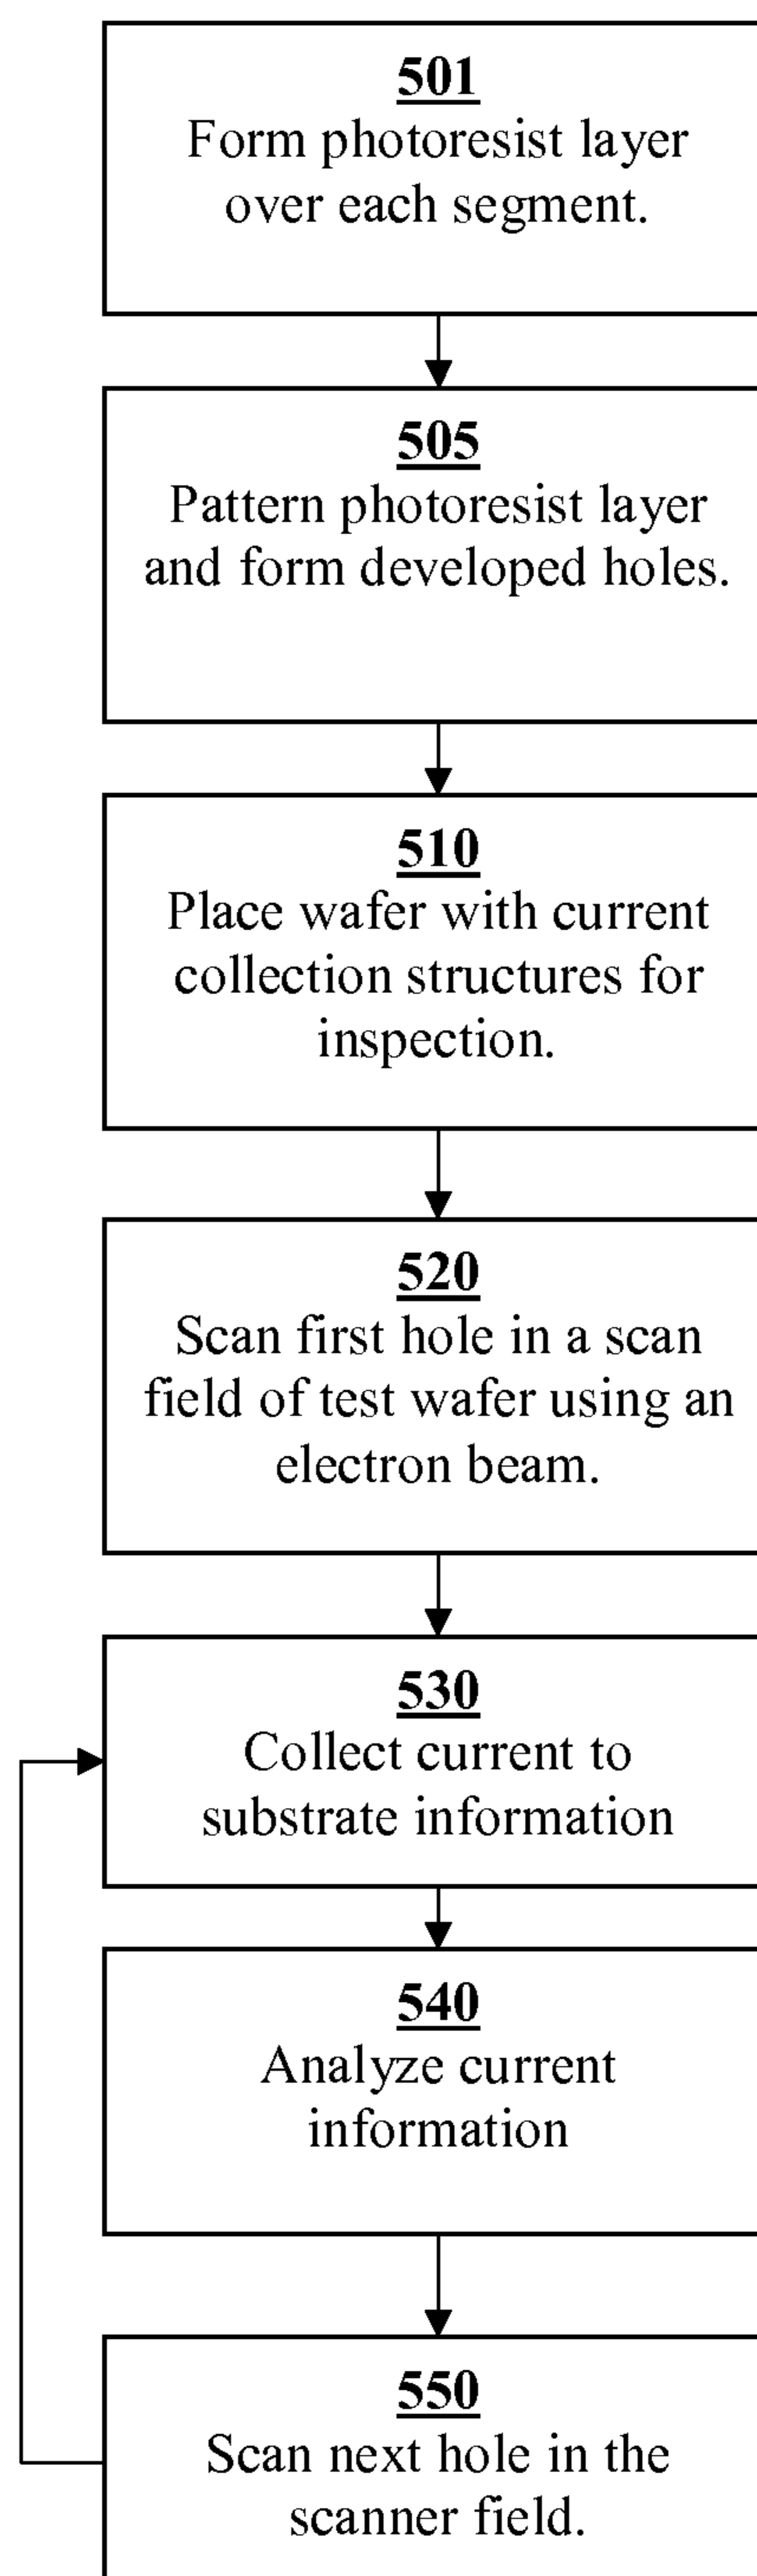 501
Form photoresist layer
over each segment.
505
Pattern photoresist layer
and form developed holes.
510
Place wafer with current
collection structures for
inspection.
520
Scan first hole in a scan
field of test wafer using an
electron beam.
530
Collect current to
substrate information
540
Analyze current
information
550
Scan next hole in the
scanner field.